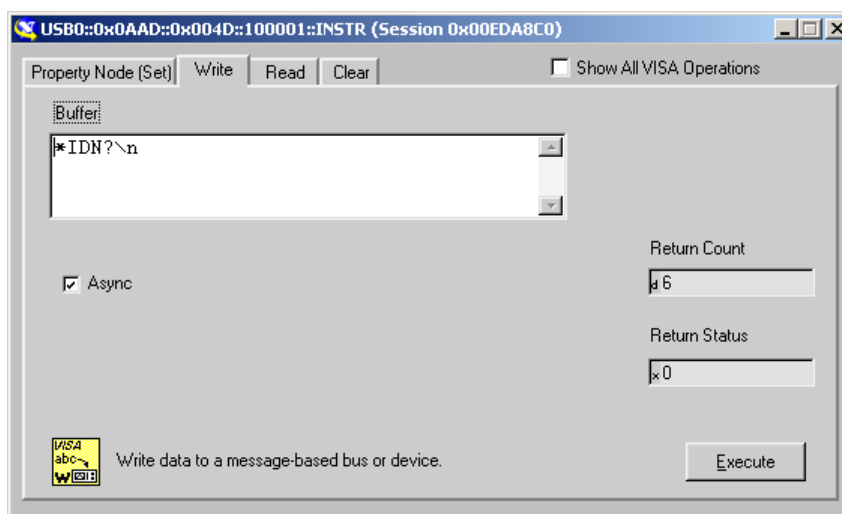 USB0::0x0AAD::0x004D::100001::INSTR (Session 0x00EDA8C0)
Property Node (Set) Write Read Clear Show All VISA Operations
Buffer
*IDN?\n
Return Count
d 6
Async
Return Status
x 0
VISA
abc
W
Write data to a message-based bus or device.
Execute